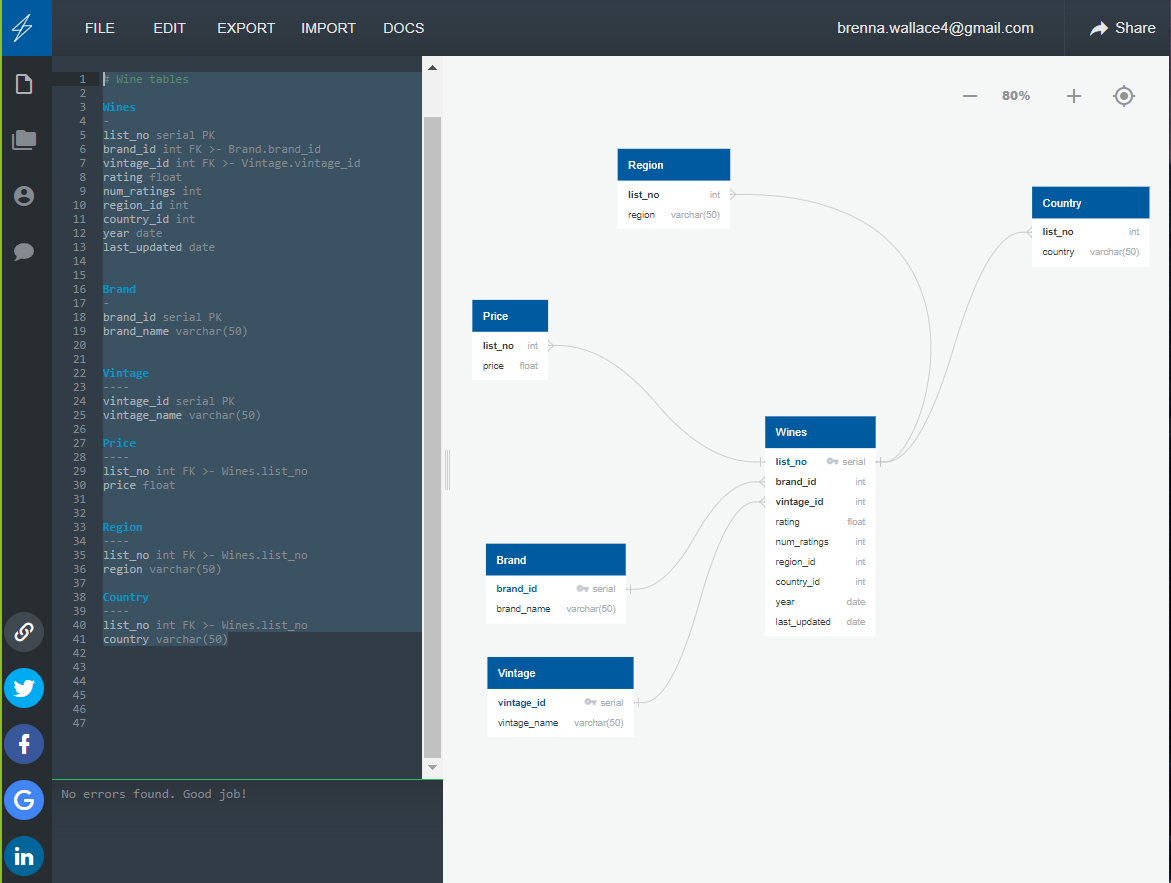 FILE EDIT EXPORT IMPORT DOCS brenna.wallace4@gmail.com Share
1 # Wine tables
2
3 Wines
4 -
5 list_no serial PK
6 brand_id int FK >- Brand.brand_id
7 vintage_id int FK >- Vintage.vintage_id
8 rating float
9 num_ratings int
10 region_id int
11 country_id int
12 year date
13 last_updated date
14
15
16 Brand
17 -
18 brand_id serial PK
19 brand_name varchar(50)
20
21
22 Vintage
23 ----
24 vintage_id serial PK
25 vintage_name varchar(50)
26
27 Price
28 ----
29 list_no int FK >- Wines.list_no
30 price float
31
32
33 Region
34 ----
35 list_no int FK >- Wines.list_no
36 region varchar(50)
37
38 Country
39 ----
40 list_no int FK >- Wines.list_no
41 country varchar(50)
42
43
44
45
46
47
No errors found. Good job!
80%
Region
list_no int
region varchar(50)
Country
list_no int
country varchar(50)
Price
list_no int
price float
Wines
list_no serial
brand_id int
vintage_id int
rating float
num_ratings int
region_id int
country_id int
year date
last_updated date
Brand
brand_id serial
brand_name varchar(50)
Vintage
vintage_id serial
vintage_name varchar(50)
f
G
in